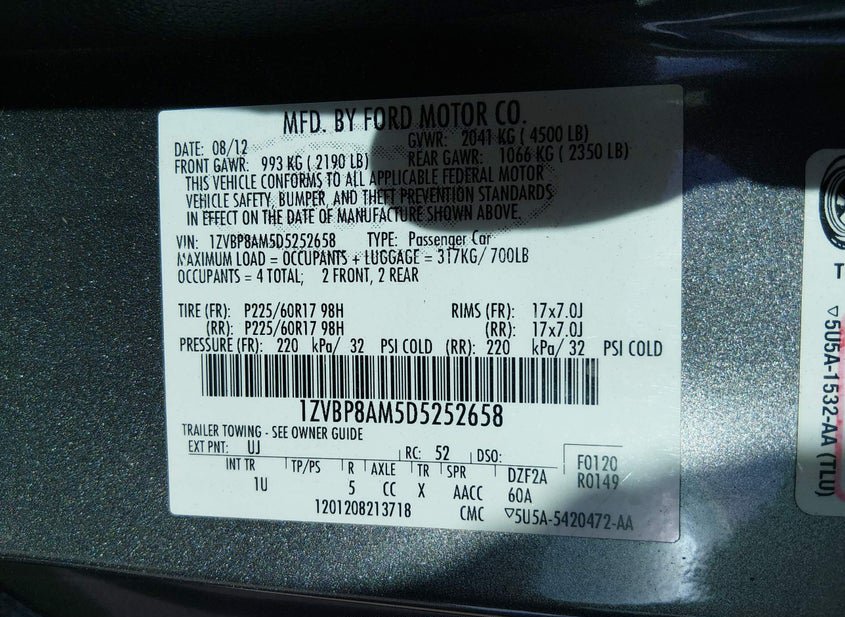 MFD. BY FORD MOTOR CO.
DATE: 08/12 GVWR: 2041 KG ( 4500 LB)
FRONT GAWR: 993 KG ( 2190 LB) REAR GAWR: 1066 KG ( 2350 LB)
THIS VEHICLE CONFORMS TO ALL APPLICABLE FEDERAL MOTOR
VEHICLE SAFETY, BUMPER, AND THEFT PREVENTION STANDARDS
IN EFFECT ON THE DATE OF MANUFACTURE SHOWN ABOVE.
VIN: 1ZVBP8AM5D5252658 TYPE: Passenger Car
MAXIMUM LOAD = OCCUPANTS + LUGGAGE = 317KG/ 700LB
OCCUPANTS = 4 TOTAL; 2 FRONT, 2 REAR
TIRE (FR): P225/60R17 98H RIMS (FR): 17x7.0J
(RR): P225/60R17 98H (RR): 17x7.0J
PRESSURE (FR): 220 kPa/ 32 PSI COLD (RR): 220 kPa/ 32 PSI COLD
1ZVBP8AM5D5252658
TRAILER TOWING - SEE OWNER GUIDE
EXT PNT: UJ RC: 52 DSO: F0120
INT TR TP/PS R AXLE TR SPR DZF2A R0149
1U 5 CC X AACC 60A
1201208213718 CMC ▽5U5A-5420472-AA
T
▽5U5A-1532-AA (TLU)